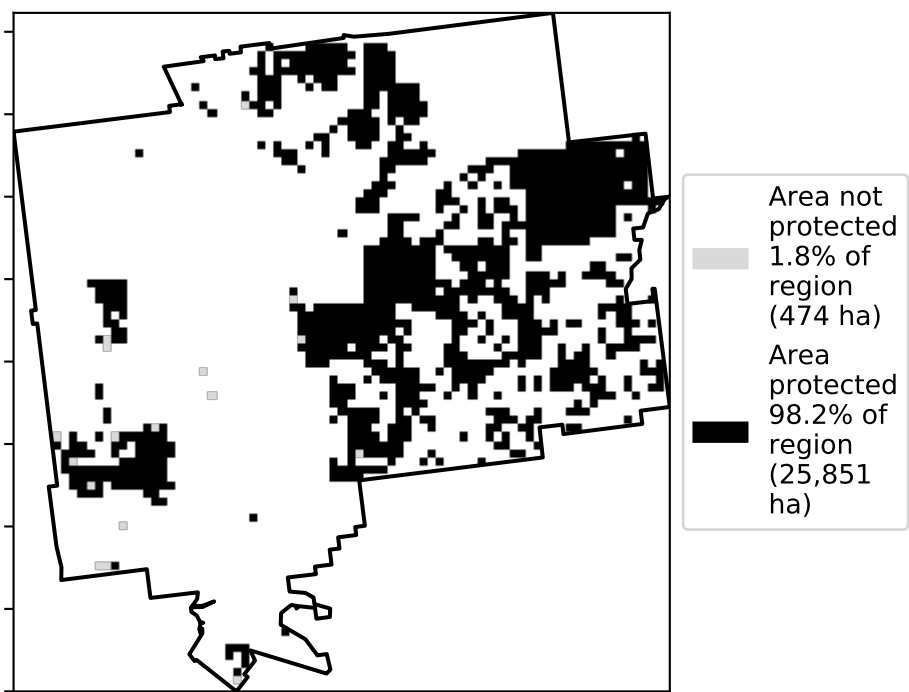 Area not
protected
1.8% of
region
(474 ha)
Area
protected
98.2% of
region
(25,851
ha)